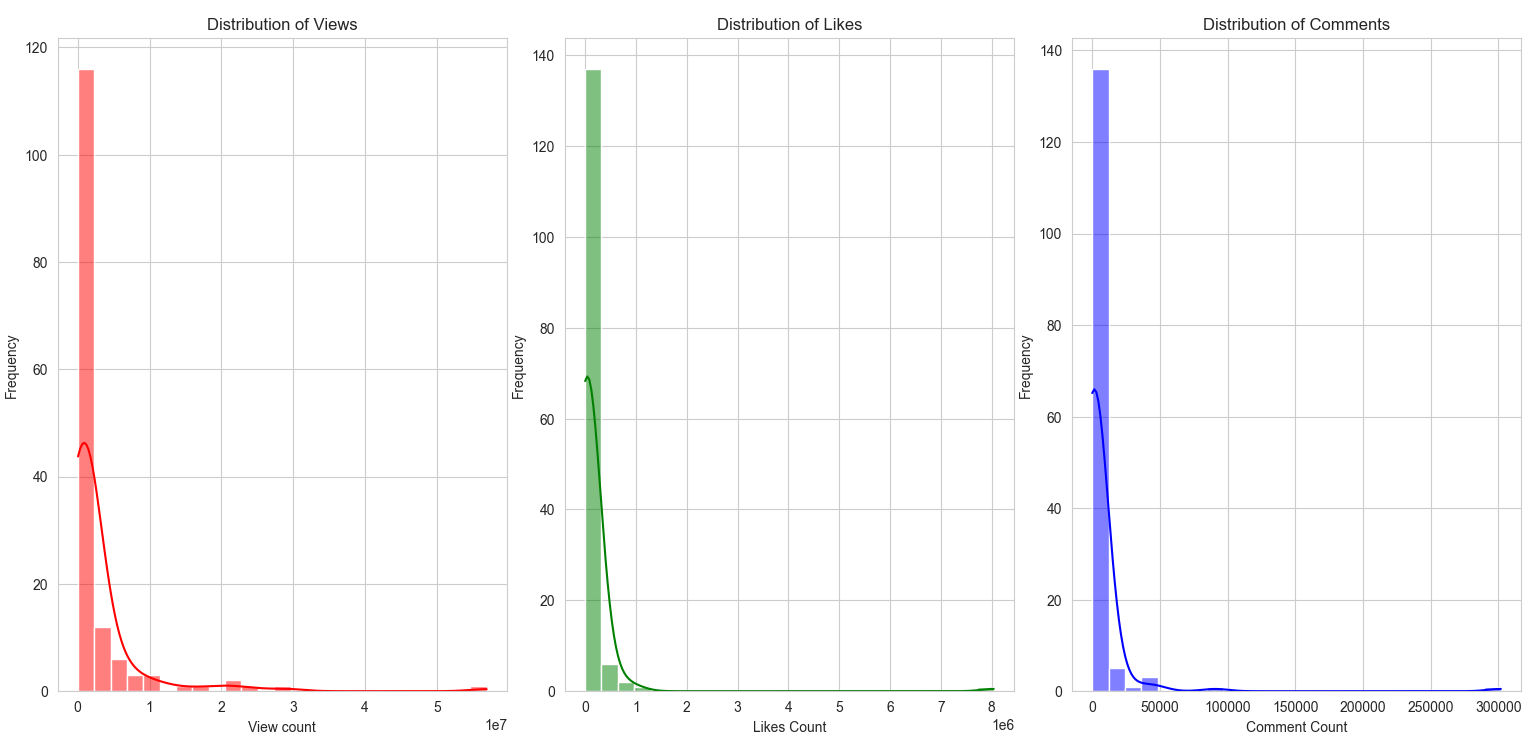 Distribution of Views
120
100
80
60
40
20
0
Frequency
0 1 2 3 4 5
1e7
View count
Distribution of Likes
140
120
100
80
60
40
20
0
Frequency
0 1 2 3 4 5 6 7 8
1e6
Likes Count
Distribution of Comments
140
120
100
80
60
40
20
0
Frequency
0 50000 100000 150000 200000 250000 300000
Comment Count